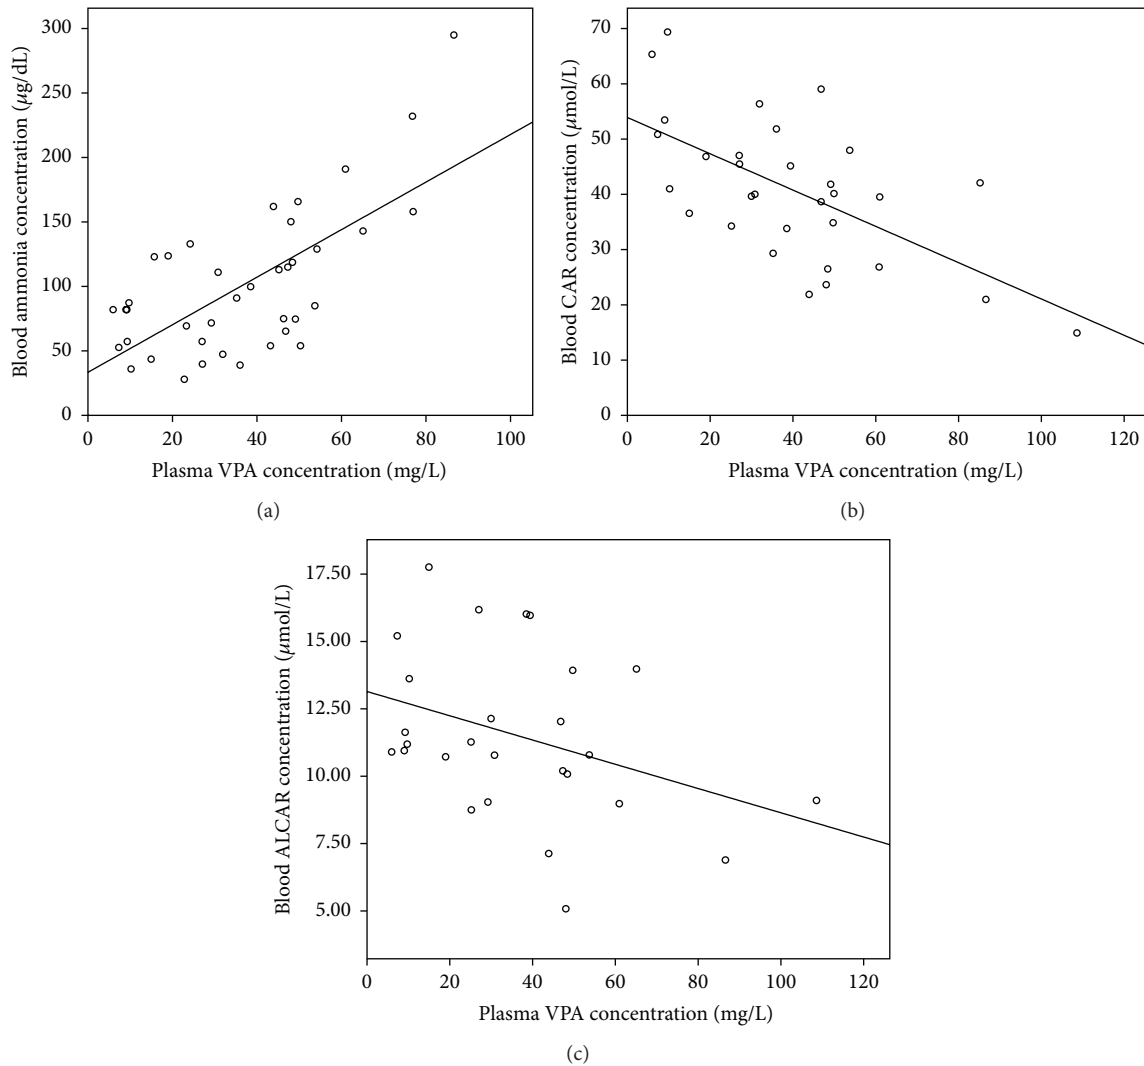 300
250
200
150
100
50
0
Blood ammonia concentration (μg/dL)
0 20 40 60 80 100
Plasma VPA concentration (mg/L)
(a)
70
60
50
40
30
20
10
0
Blood CAR concentration (μmol/L)
0 20 40 60 80 100 120
Plasma VPA concentration (mg/L)
(b)
17.50
15.00
12.50
10.00
7.50
5.00
Blood ALCAR concentration (μmol/L)
0 20 40 60 80 100 120
Plasma VPA concentration (mg/L)
(c)